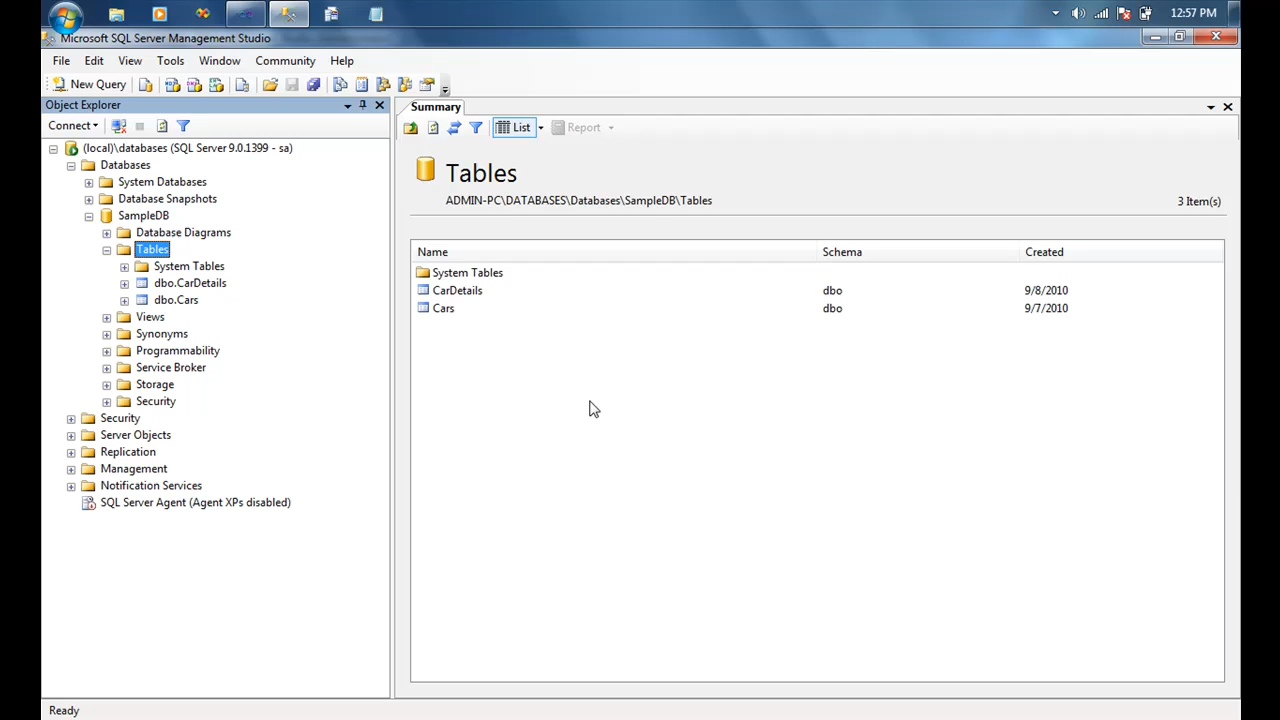 12:57 PM
Microsoft SQL Server Management Studio
File Edit View Tools Window Community Help
New Query
Object Explorer
Connect
(local)\databases (SQL Server 9.0.1399 - sa)
Databases
System Databases
Database Snapshots
SampleDB
Database Diagrams
Tables
System Tables
dbo.CarDetails
dbo.Cars
Views
Synonyms
Programmability
Service Broker
Storage
Security
Security
Server Objects
Replication
Management
Notification Services
SQL Server Agent (Agent XPs disabled)
Summary
List Report
Tables
ADMIN-PC\DATABASES\Databases\SampleDB\Tables 3 Item(s)
Name Schema Created
System Tables
CarDetails dbo 9/8/2010
Cars dbo 9/7/2010
Ready